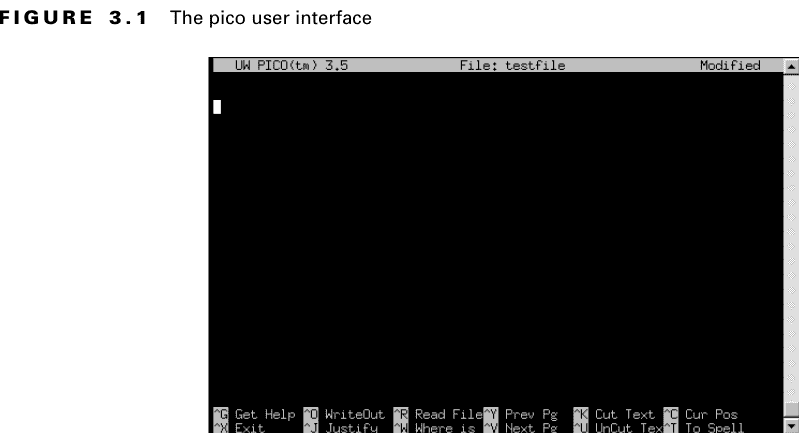 FIGURE 3.1 The pico user interface
UW PICO(tm) 3.5 File: testfile Modified
^G Get Help ^O WriteOut ^R Read File ^Y Prev Pg ^K Cut Text ^C Cur Pos
^X Exit ^J Justify ^W Where is ^V Next Pg ^U UnCut Tex ^T To Spell